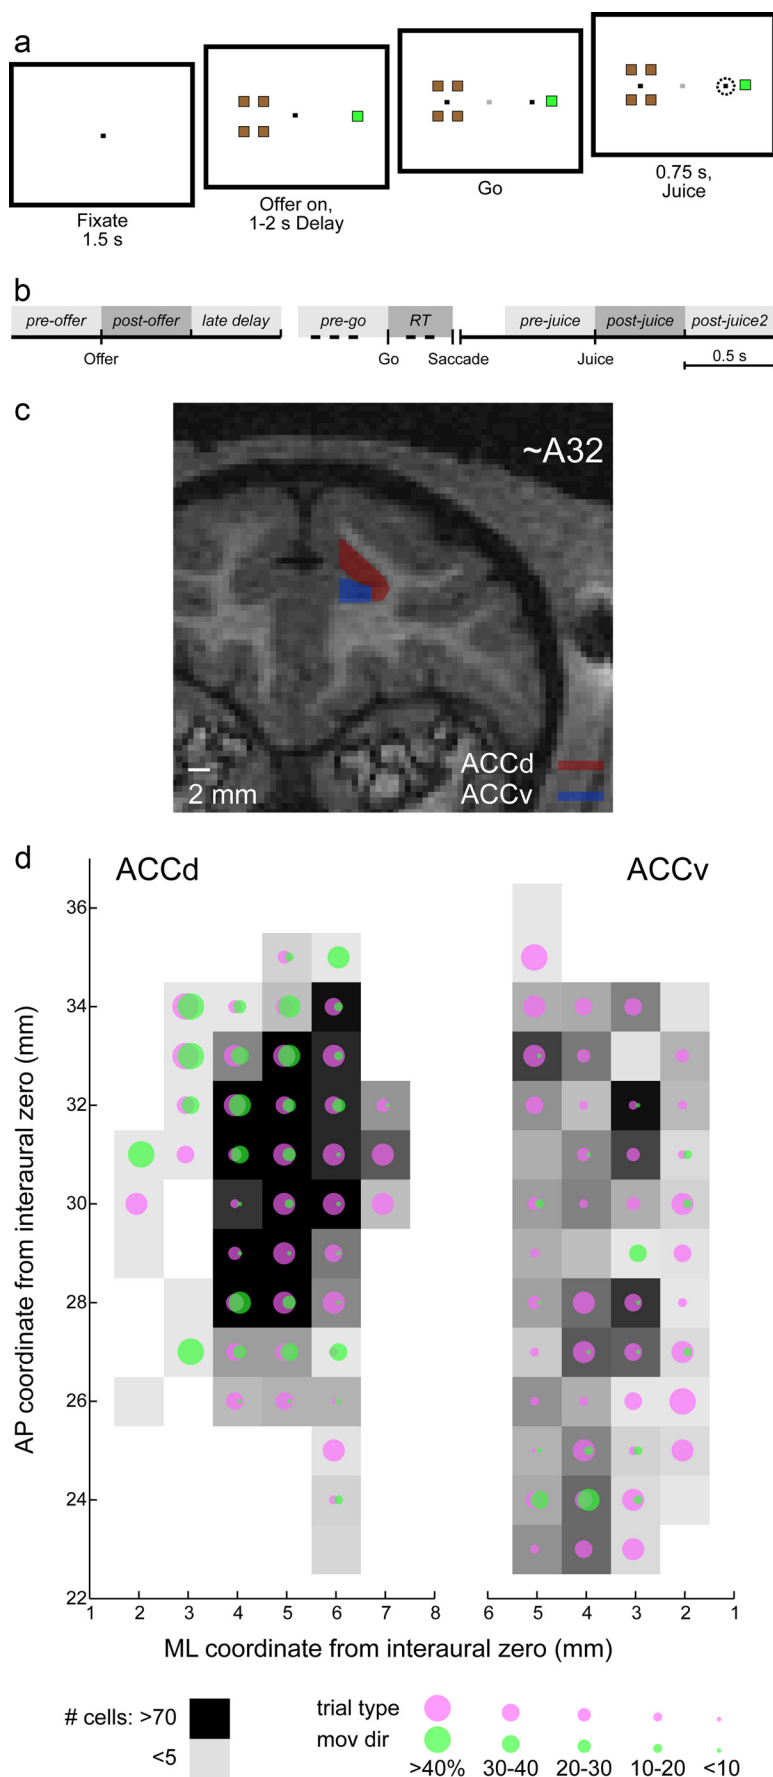 a
Fixate
1.5 s
Offer on,
1-2 s Delay
Go
0.75 s,
Juice
b
pre-offer post-offer late delay pre-go RT pre-juice post-juice post-juice2
Offer Go Saccade Juice 0.5 s
c
~A32
ACCd
ACCv
2 mm
d
ACCd ACCv
36
34
32
30
28
26
24
22
AP coordinate from interaural zero (mm)
1 2 3 4 5 6 7 8 6 5 4 3 2 1
ML coordinate from interaural zero (mm)
# cells: >70
<5
trial type
mov dir
>40% 30-40 20-30 10-20 <10